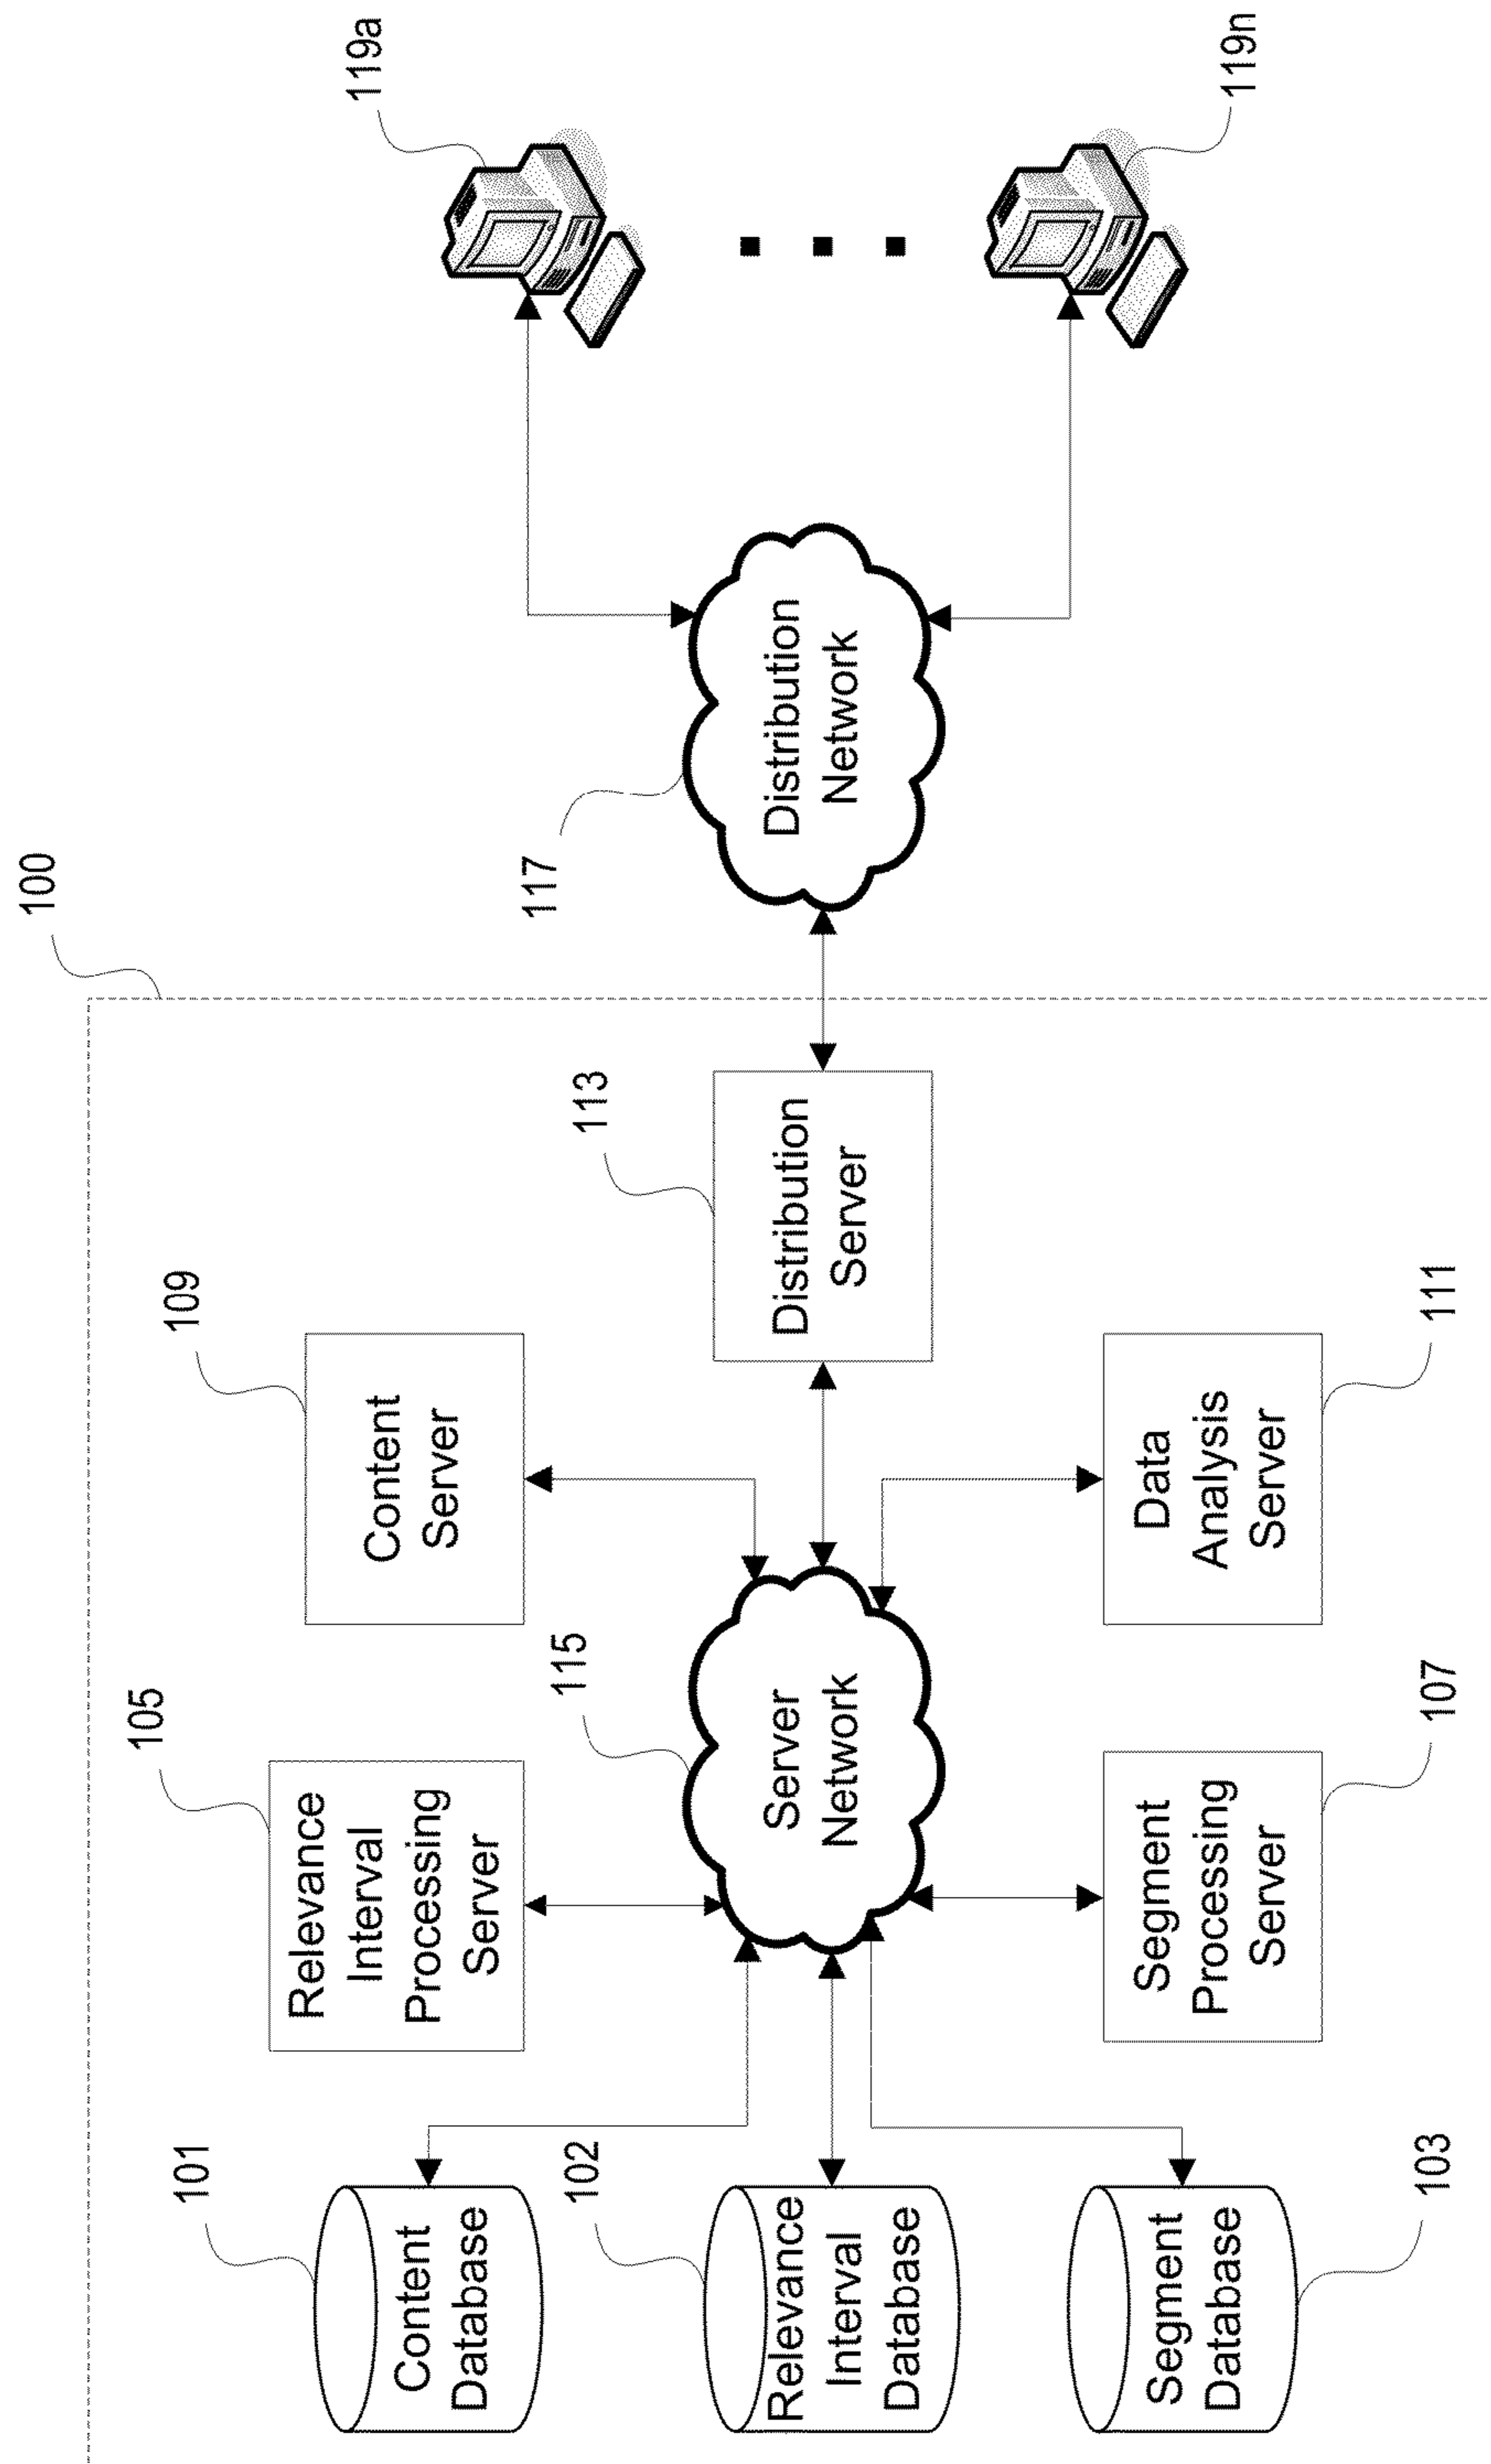 100
119a
109
105
101
Content
Server
Relevance
Interval
Processing
Server
Content
Database
113
117
115
102
Distribution
Network
Distribution
Server
Server
Network
Relevance
Interval
Database
Data
Analysis
Server
Segment
Processing
Server
Segment
Database
119n
111
107
103